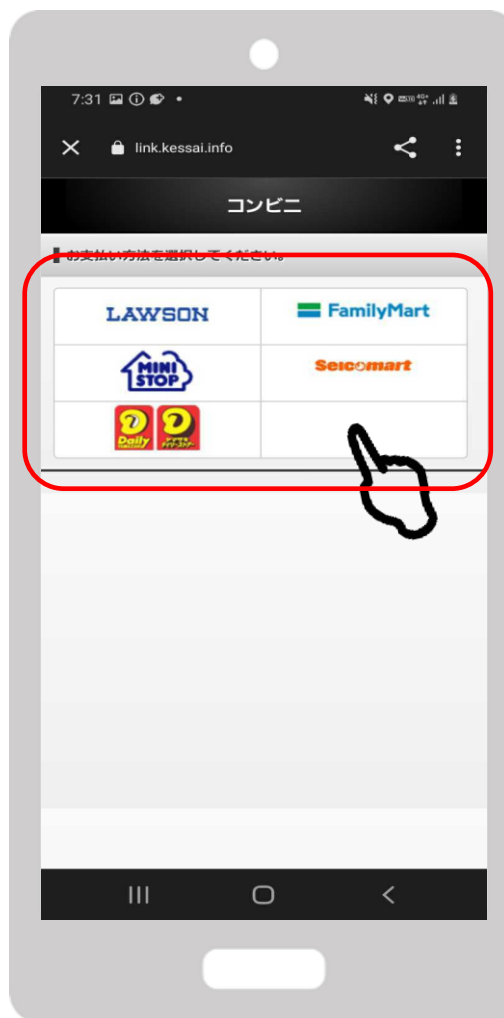 7:31
link.kessai.info
コンビニ
お支払い方法を選択してください。
LAWSON
FamilyMart
MINI STOP
Seicomart
Daily